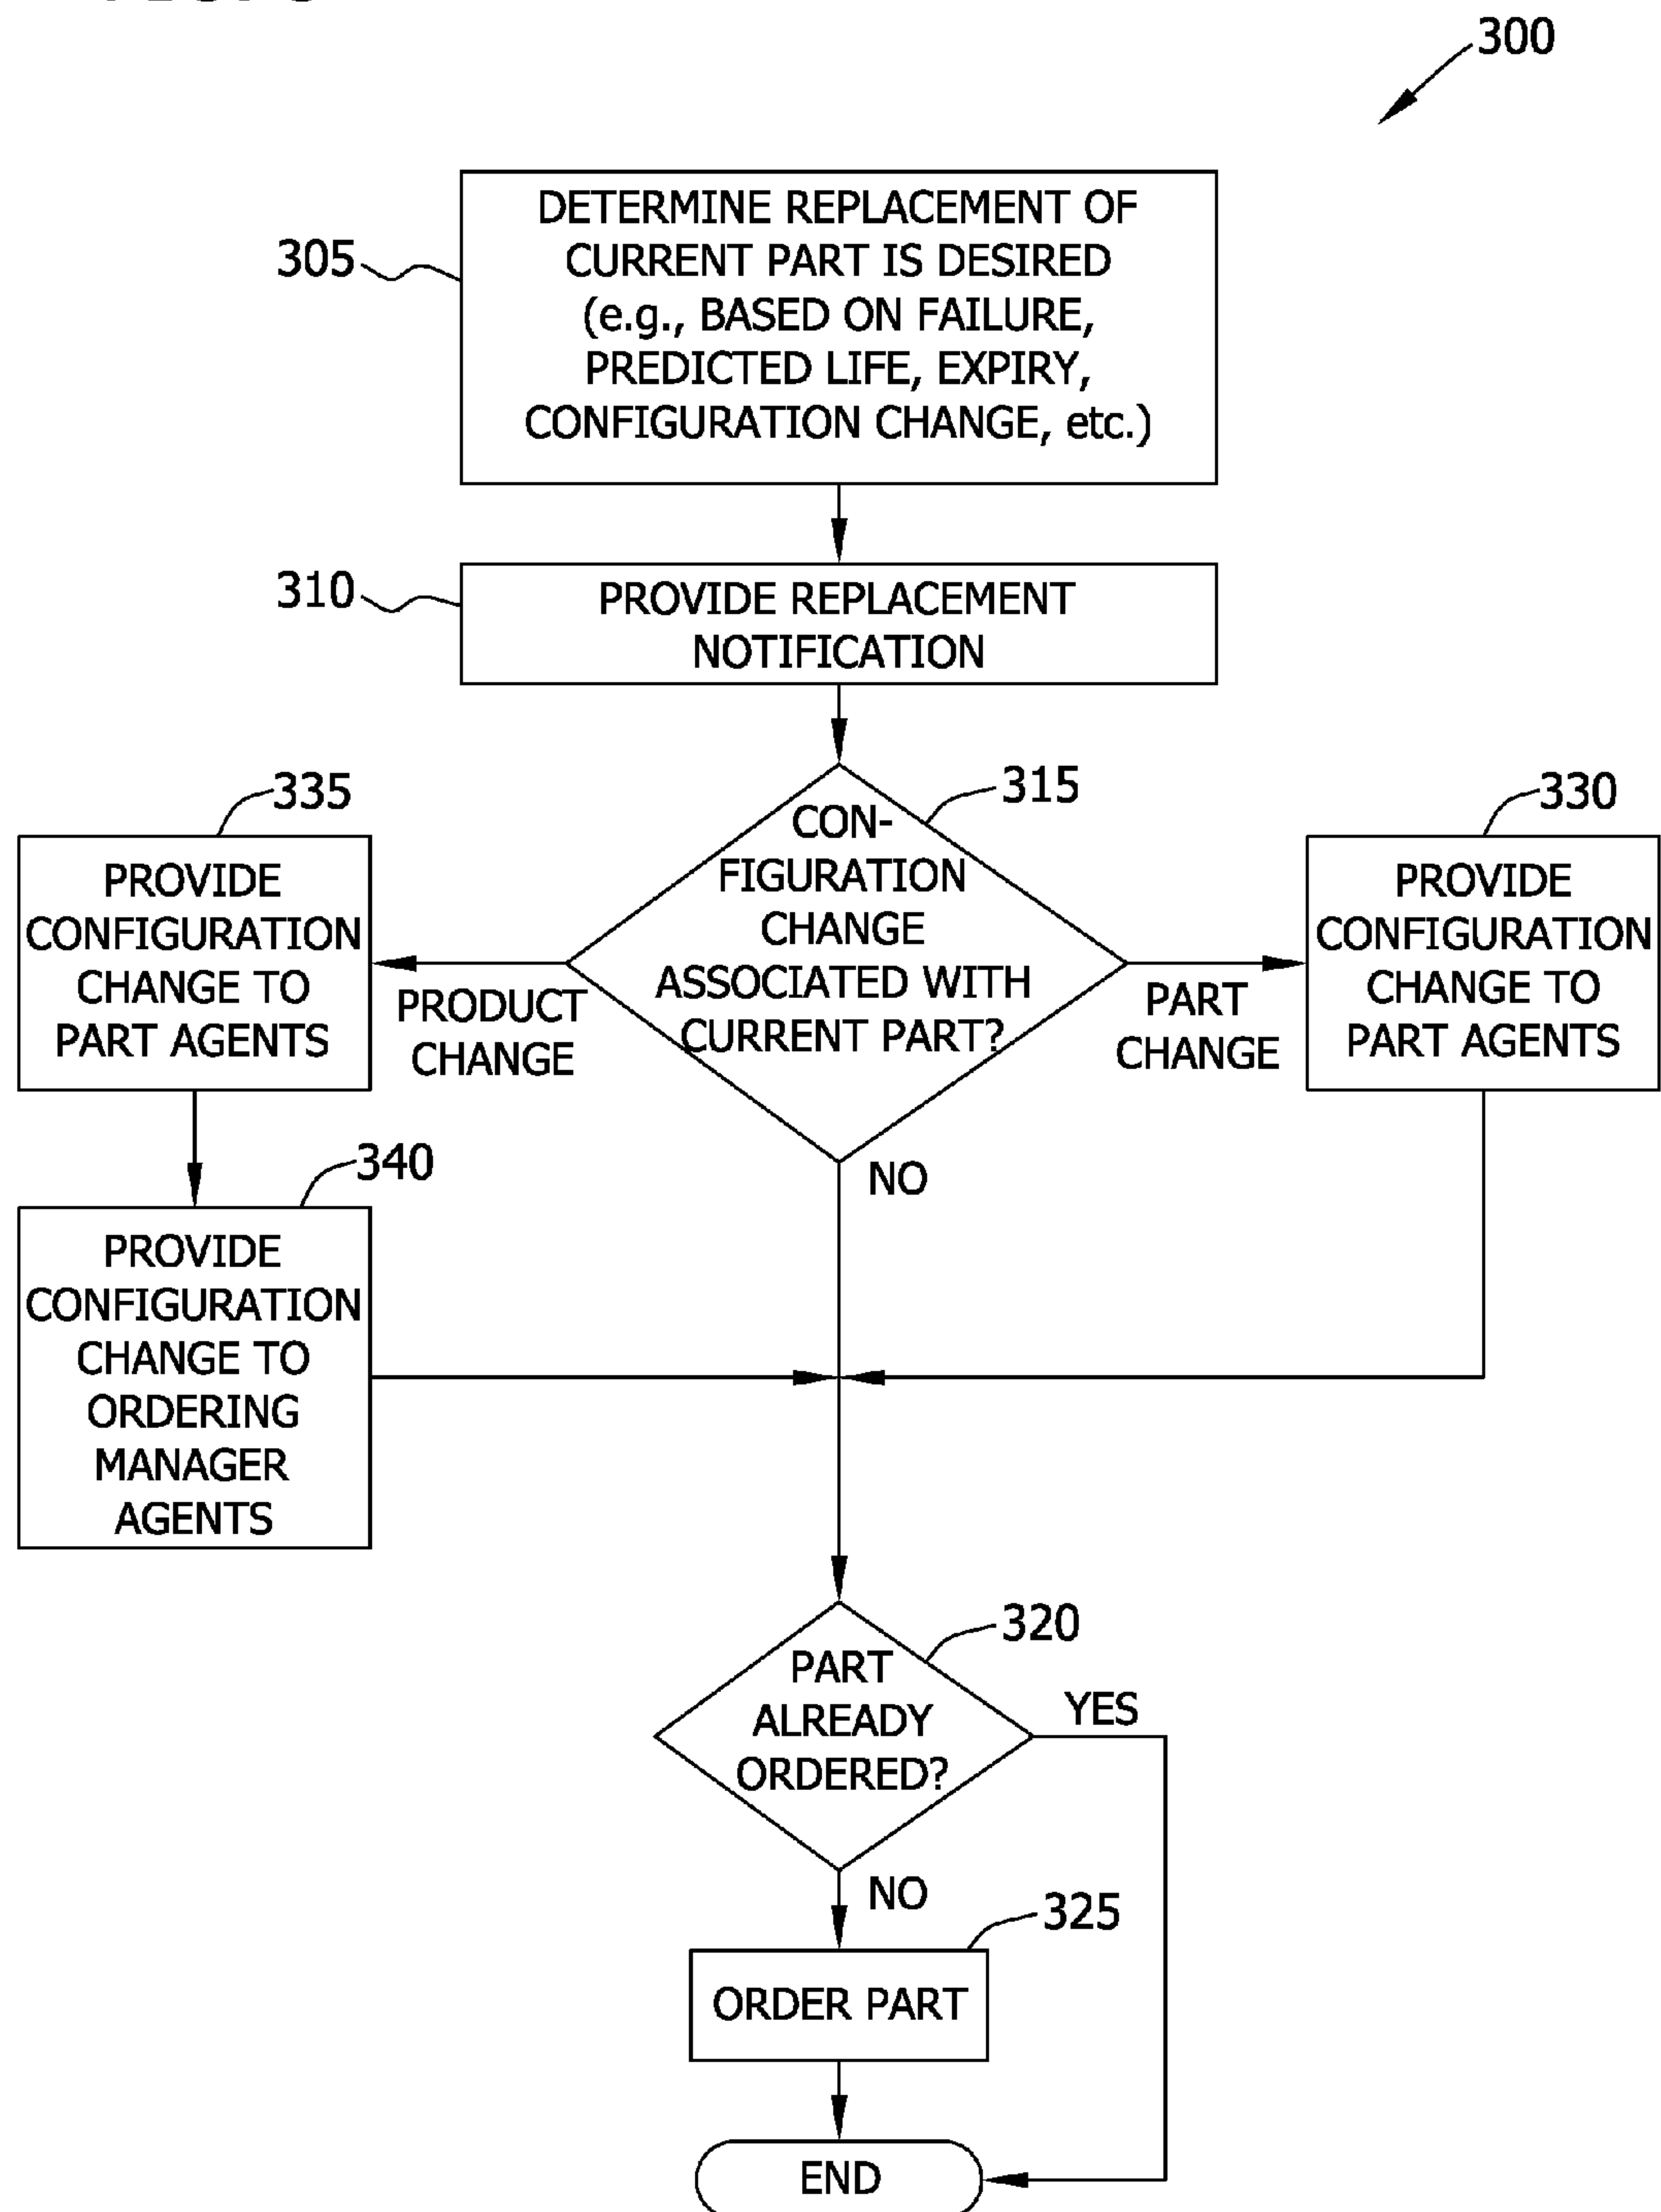 300
DETERMINE REPLACEMENT OF
CURRENT PART IS DESIRED
(e.g., BASED ON FAILURE,
PREDICTED LIFE, EXPIRY,
CONFIGURATION CHANGE, etc.)
305
310
PROVIDE REPLACEMENT
NOTIFICATION
335
315
330
PROVIDE
CONFIGURATION
CHANGE TO
PART AGENTS
PRODUCT
CHANGE
CON-
FIGURATION
CHANGE
ASSOCIATED WITH
CURRENT PART?
PART
CHANGE
PROVIDE
CONFIGURATION
CHANGE TO
PART AGENTS
340
NO
PROVIDE
CONFIGURATION
CHANGE TO
ORDERING
MANAGER
AGENTS
320
PART
ALREADY
ORDERED?
YES
NO
325
ORDER PART
END